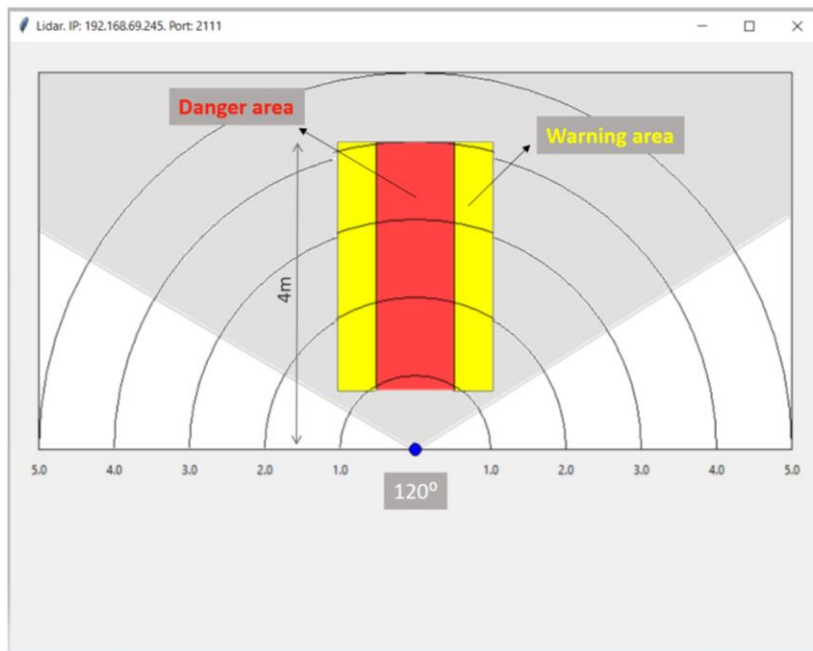 Lidar. IP: 192.168.69.245. Port: 2111
Danger area
Warning area
4m
5.0 4.0 3.0 2.0 1.0 1.0 2.0 3.0 4.0 5.0
120⁰